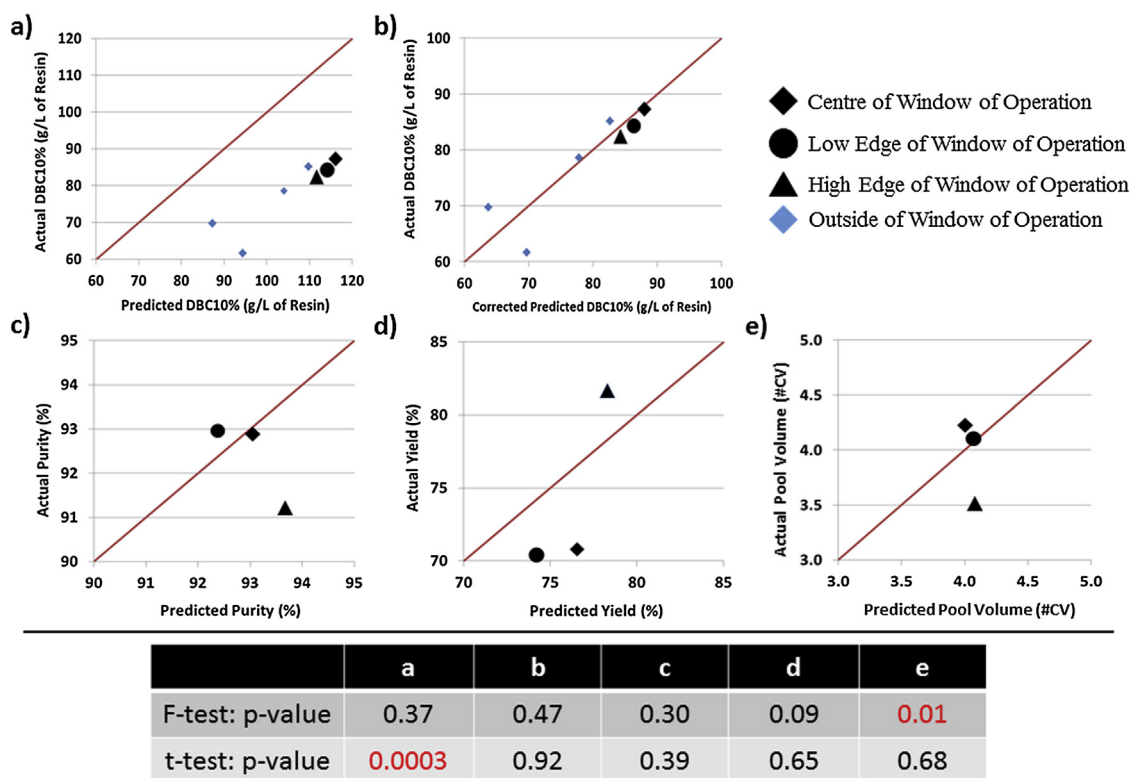 a)
120
110
100
90
80
70
60
60 70 80 90 100 110 120
Actual DBC10% (g/L of Resin)
Predicted DBC10% (g/L of Resin)
b)
100
90
80
70
60
60 70 80 90 100
Actual DBC10% (g/L of Resin)
Corrected Predicted DBC10% (g/L of Resin)
Centre of Window of Operation
Low Edge of Window of Operation
High Edge of Window of Operation
Outside of Window of Operation
c)
95
94
93
92
91
90
90 91 92 93 94 95
Actual Purity (%)
Predicted Purity (%)
d)
85
80
75
70
70 75 80 85
Actual Yield (%)
Predicted Yield (%)
e)
5.0
4.5
4.0
3.5
3.0
3.0 3.5 4.0 4.5 5.0
Actual Pool Volume (#CV)
Predicted Pool Volume (#CV)
a b c d e
F-test: p-value 0.37 0.47 0.30 0.09 0.01
t-test: p-value 0.0003 0.92 0.39 0.65 0.68